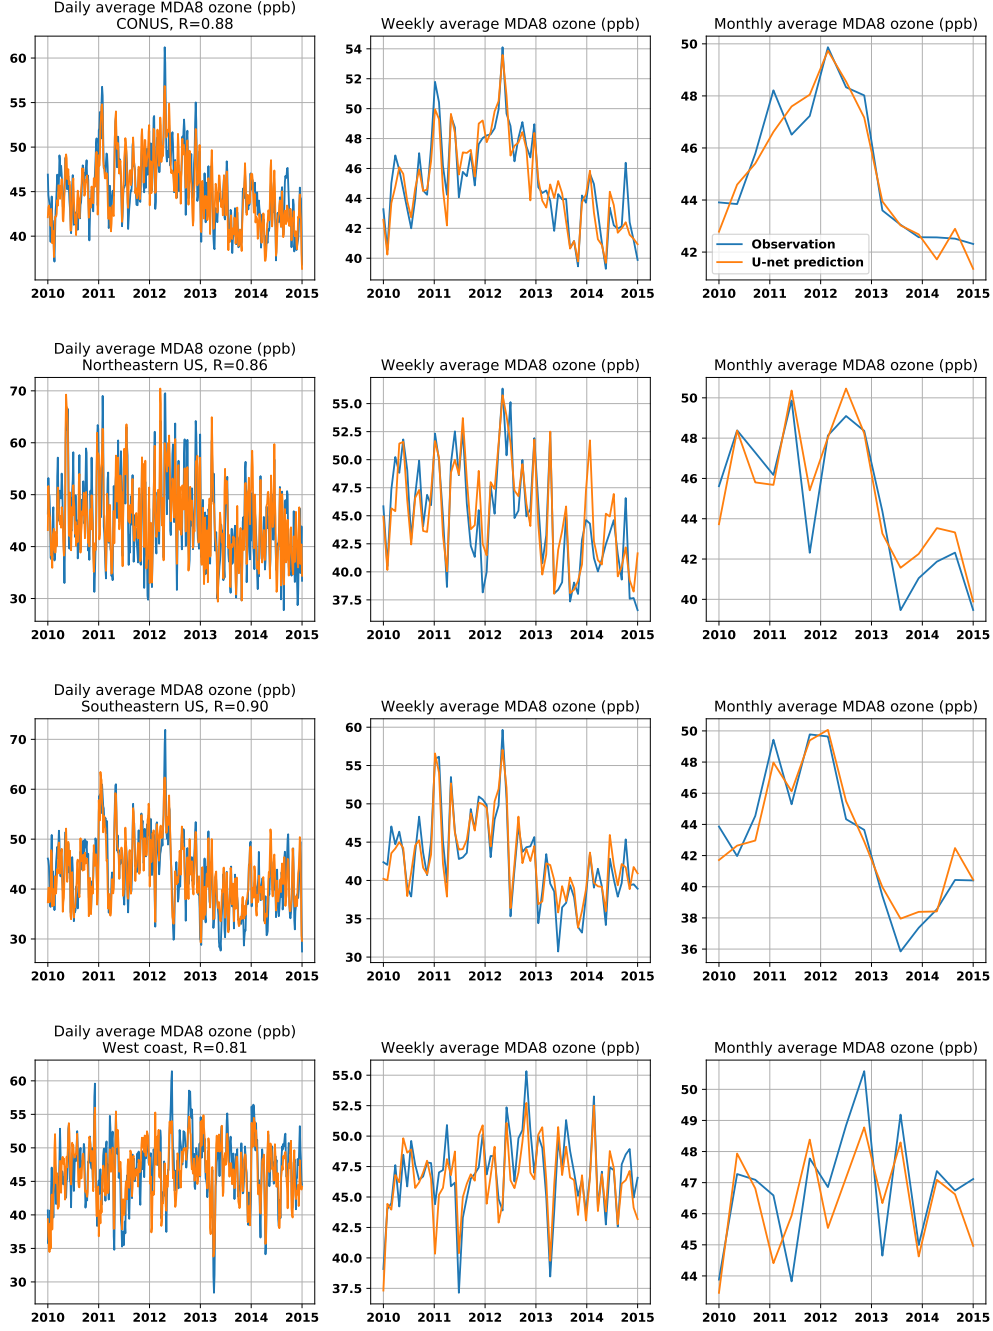 Daily average MDA8 ozone (ppb)
CONUS, R=0.88
Weekly average MDA8 ozone (ppb)
Monthly average MDA8 ozone (ppb)
60
55
50
45
40
2010 2011 2012 2013 2014 2015
54
52
50
48
46
44
42
40
2010 2011 2012 2013 2014 2015
50
48
46
44
42
Observation
U-net prediction
2010 2011 2012 2013 2014 2015
Daily average MDA8 ozone (ppb)
Northeastern US, R=0.86
Weekly average MDA8 ozone (ppb)
Monthly average MDA8 ozone (ppb)
70
60
50
40
30
2010 2011 2012 2013 2014 2015
55.0
52.5
50.0
47.5
45.0
42.5
40.0
37.5
2010 2011 2012 2013 2014 2015
50
48
46
44
42
40
2010 2011 2012 2013 2014 2015
Daily average MDA8 ozone (ppb)
Southeastern US, R=0.90
Weekly average MDA8 ozone (ppb)
Monthly average MDA8 ozone (ppb)
70
60
50
40
30
2010 2011 2012 2013 2014 2015
60
55
50
45
40
35
30
2010 2011 2012 2013 2014 2015
50
48
46
44
42
40
38
36
2010 2011 2012 2013 2014 2015
Daily average MDA8 ozone (ppb)
West coast, R=0.81
Weekly average MDA8 ozone (ppb)
Monthly average MDA8 ozone (ppb)
60
55
50
45
40
35
30
2010 2011 2012 2013 2014 2015
55.0
52.5
50.0
47.5
45.0
42.5
40.0
37.5
2010 2011 2012 2013 2014 2015
50
49
48
47
46
45
44
2010 2011 2012 2013 2014 2015